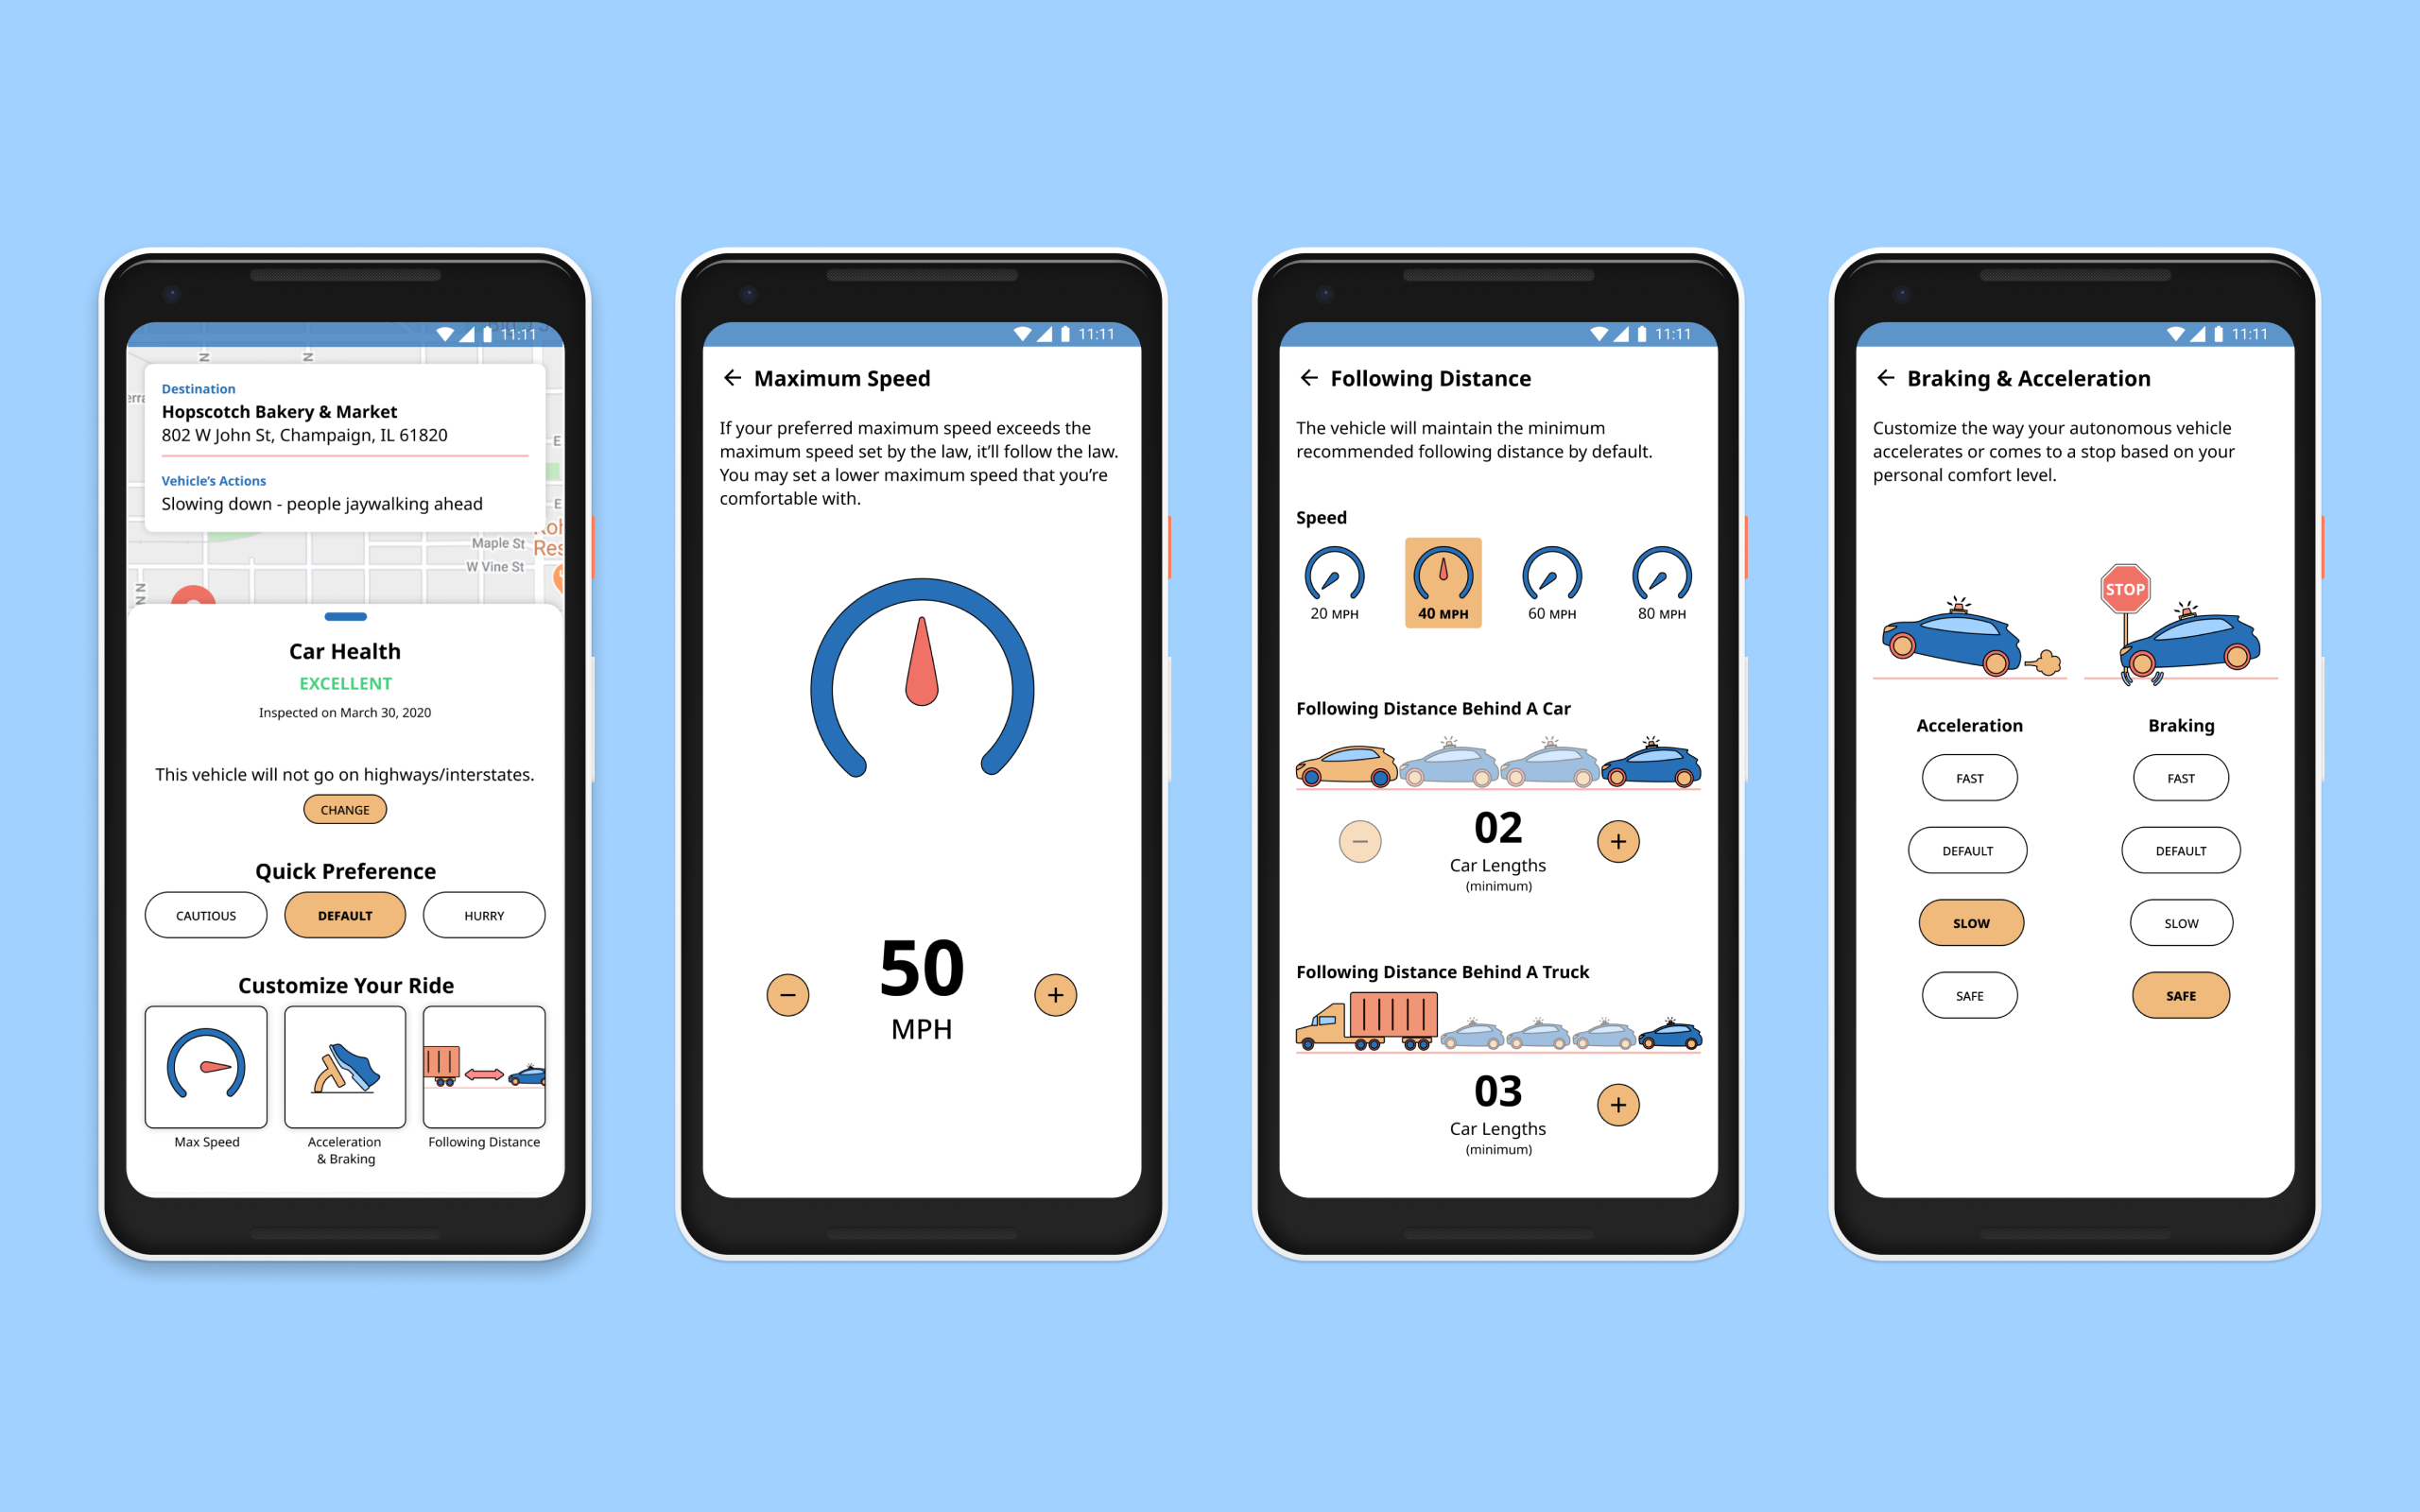 11:11
N
N
Destination
Hopscotch Bakery & Market
802 W John St, Champaign, IL 61820
Vehicle's Actions
Slowing down - people jaywalking ahead
E
E
Maple St
W Vine St
N
N
Car Health
EXCELLENT
Inspected on March 30, 2020
This vehicle will not go on highways/interstates.
CHANGE
Quick Preference
CAUTIOUS
DEFAULT
HURRY
Customize Your Ride
Max Speed
Acceleration
& Braking
Following Distance
11:11
Maximum Speed
If your preferred maximum speed exceeds the
maximum speed set by the law, it'll follow the law.
You may set a lower maximum speed that you're
comfortable with.
50
MPH
11:11
Following Distance
The vehicle will maintain the minimum
recommended following distance by default.
Speed
20 MPH
40 MPH
60 MPH
80 MPH
Following Distance Behind A Car
02
Car Lengths
(minimum)
Following Distance Behind A Truck
03
Car Lengths
(minimum)
11:11
Braking & Acceleration
Customize the way your autonomous vehicle
accelerates or comes to a stop based on your
personal comfort level.
STOP
Acceleration
FAST
DEFAULT
SLOW
SAFE
Braking
FAST
DEFAULT
SLOW
SAFE